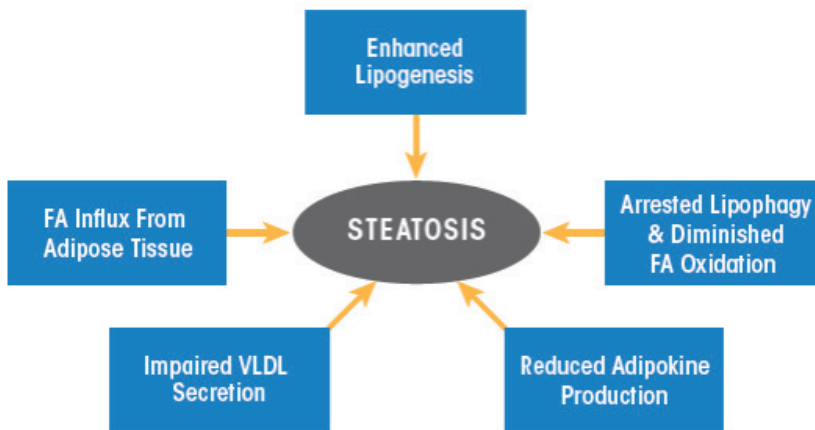 Enhanced
Lipogenesis
FA Influx From
Adipose Tissue
STEATOSIS
Arrested Lipophagy
& Diminished
FA Oxidation
Impaired VLDL
Secretion
Reduced Adipokine
Production